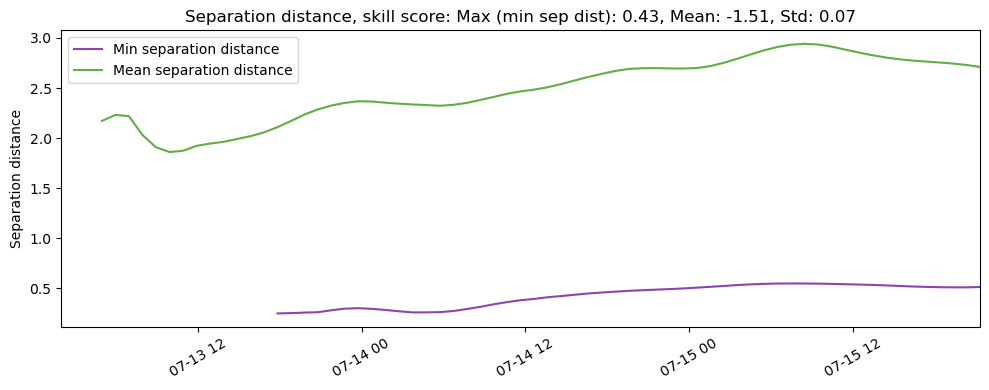 Separation distance, skill score: Max (min sep dist): 0.43, Mean: -1.51, Std: 0.07
Min separation distance
Mean separation distance
Separation distance
3.0
2.5
2.0
1.5
1.0
0.5
07-13 12
07-14 00
07-14 12
07-15 00
07-15 12